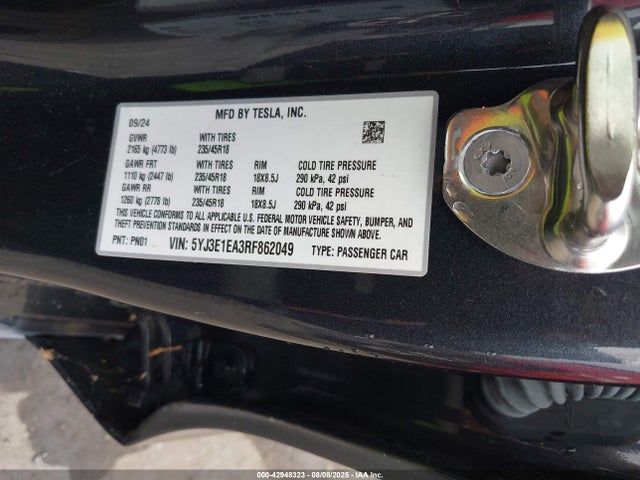 MFD BY TESLA, INC.
09/24
GVWR WITH TIRES
2165 kg (4773 lb) 235/45R18
GAWR FRT WITH TIRES RIM COLD TIRE PRESSURE
1110 kg (2447 lb) 235/45R18 18X8.5J 290 kPa, 42 psi
GAWR RR WITH TIRES RIM COLD TIRE PRESSURE
1260 kg (2778 lb) 235/45R18 18X8.5J 290 kPa, 42 psi
THIS VEHICLE CONFORMS TO ALL APPLICABLE U.S. FEDERAL MOTOR VEHICLE SAFETY, BUMPER, AND
THEFT PREVENTION STANDARDS IN EFFECT ON THE DATE OF MANUFACTURE SHOWN ABOVE.
PNT: PN01 VIN: 5YJ3E1EA3RF862049 TYPE: PASSENGER CAR
000-42948323 - 08/08/2025 - IAAI, Inc.